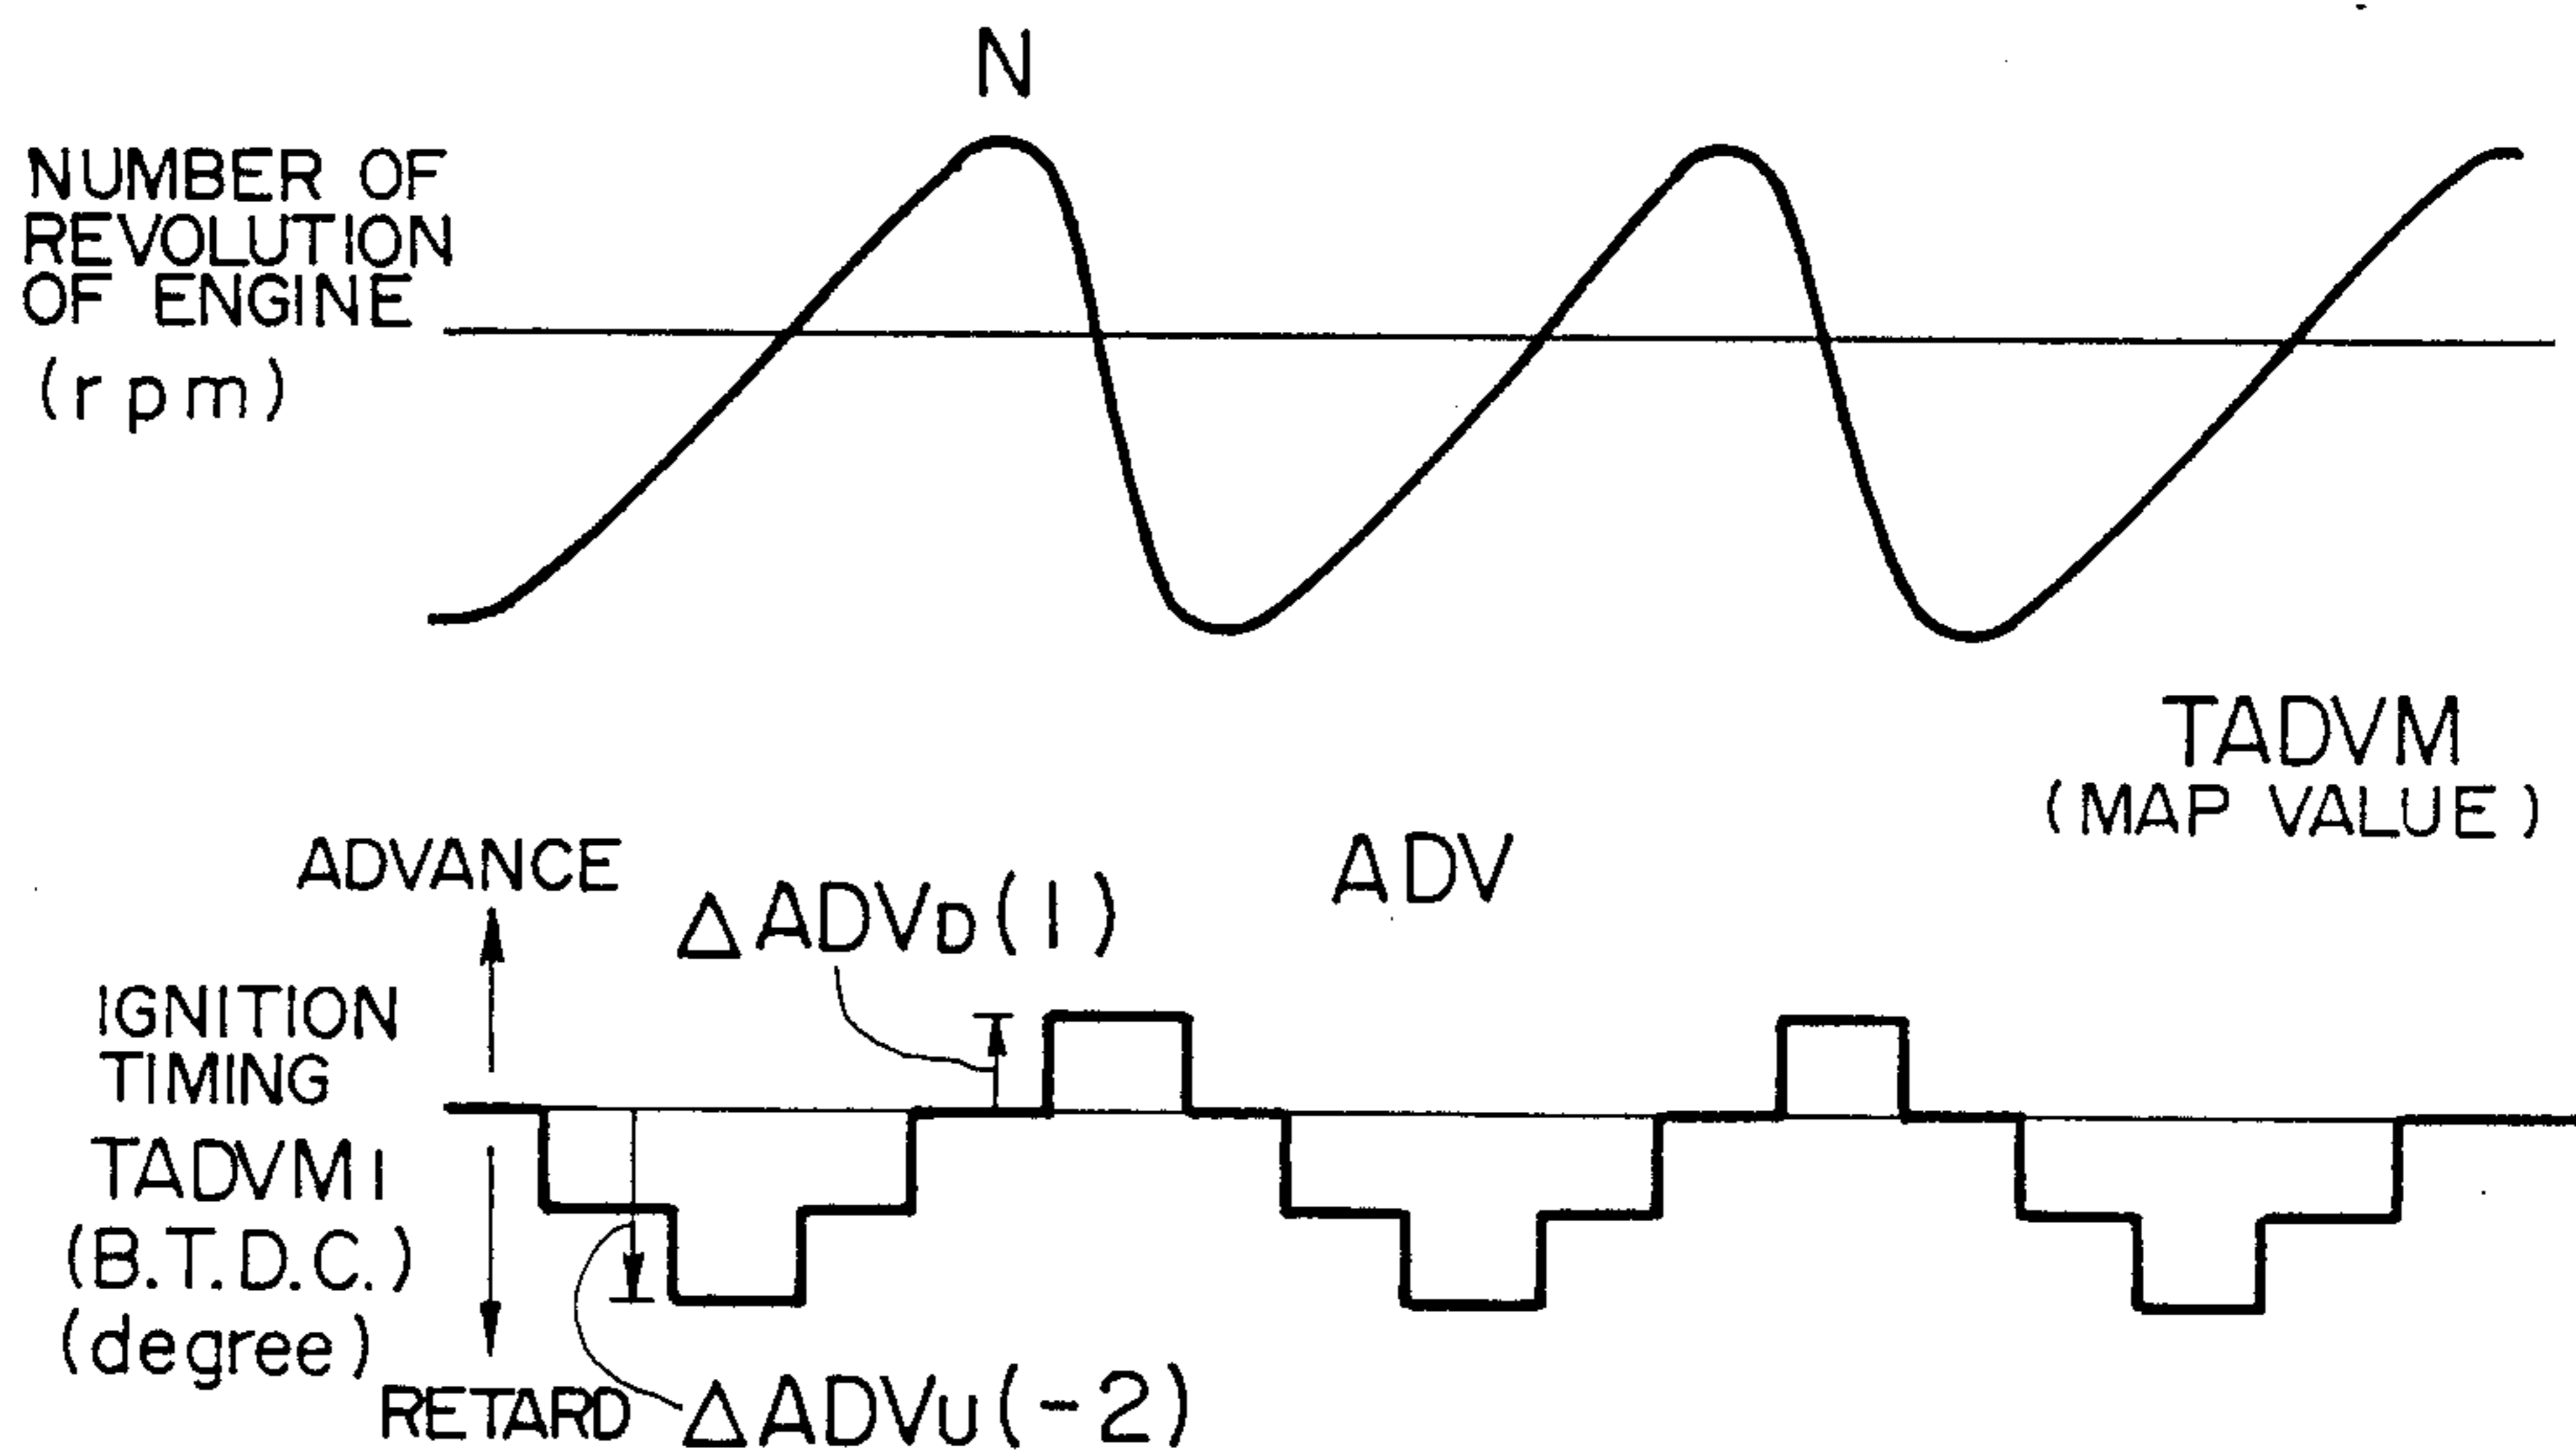 N
NUMBER OF
REVOLUTION
OF ENGINE
(rpm)
TADVM
(MAP VALUE)
ADVANCE
ADV
ΔADVD(1)
IGNITION
TIMING
TADVM1
(B.T.D.C.)
(degree)
RETARD
ΔADVU(-2)